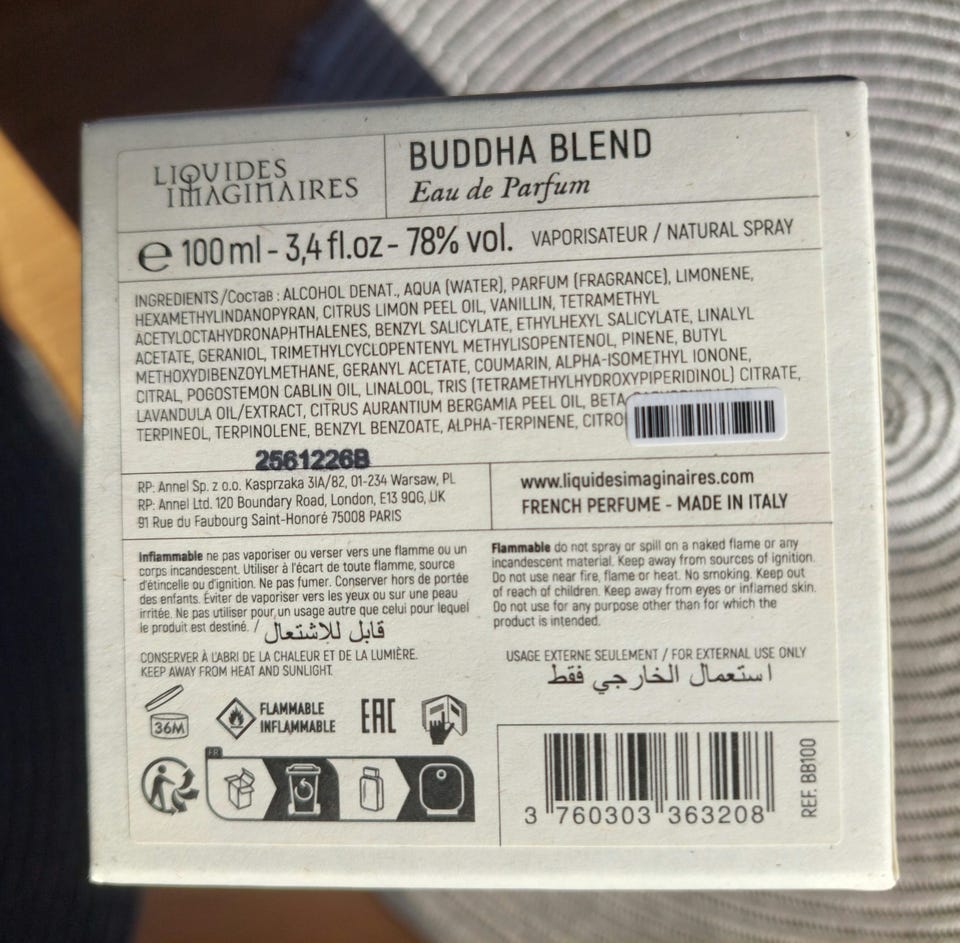 LIQUIDES
IMAGINAIRES
BUDDHA BLEND
Eau de Parfum
℮ 100 ml - 3,4 fl.oz - 78% vol. VAPORISATEUR / NATURAL SPRAY
INGREDIENTS/Состав : ALCOHOL DENAT., AQUA (WATER), PARFUM (FRAGRANCE), LIMONENE,
HEXAMETHYLINDANOPYRAN, CITRUS LIMON PEEL OIL, VANILLIN, TETRAMETHYL
ACETYLOCTAHYDRONAPHTHALENES, BENZYL SALICYLATE, ETHYLHEXYL SALICYLATE, LINALYL
ACETATE, GERANIOL, TRIMETHYLCYCLOPENTENYL METHYLISOPENTENOL, PINENE, BUTYL
METHOXYDIBENZOYLMETHANE, GERANYL ACETATE, COUMARIN, ALPHA-ISOMETHYL IONONE,
CITRAL, POGOSTEMON CABLIN OIL, LINALOOL, TRIS (TETRAMETHYLHYDROXYPIPERIDINOL) CITRATE,
LAVANDULA OIL/EXTRACT, CITRUS AURANTIUM BERGAMIA PEEL OIL, BETA-
TERPINEOL, TERPINOLENE, BENZYL BENZOATE, ALPHA-TERPINENE, CITRO
2561226B
RP: Annel Sp. z o.o. Kasprzaka 31A/82, 01-234 Warsaw, PL
RP: Annel Ltd. 120 Boundary Road, London, E13 9QG, UK
91 Rue du Faubourg Saint-Honoré 75008 PARIS
www.liquidesimaginaires.com
FRENCH PERFUME - MADE IN ITALY
Inflammable ne pas vaporiser ou verser vers une flamme ou un
corps incandescent. Utiliser à l'écart de toute flamme, source
d'étincelle ou d'ignition. Ne pas fumer. Conserver hors de portée
des enfants. Éviter de vaporiser vers les yeux ou sur une peau
irritée. Ne pas utiliser pour un usage autre que celui pour lequel
le produit est destiné. / قابل للاشتعال
CONSERVER À L'ABRI DE LA CHALEUR ET DE LA LUMIÈRE.
KEEP AWAY FROM HEAT AND SUNLIGHT.
Flammable do not spray or spill on a naked flame or any
incandescent material. Keep away from sources of ignition.
Do not use near fire, flame or heat. No smoking. Keep out
of reach of children. Keep away from eyes or inflamed skin.
Do not use for any purpose other than for which the
product is intended.
USAGE EXTERNE SEULEMENT / FOR EXTERNAL USE ONLY
استعمال الخارجي فقط
36M
FLAMMABLE
INFLAMMABLE
EAC
FR
3 760303 363208
REF. BB100